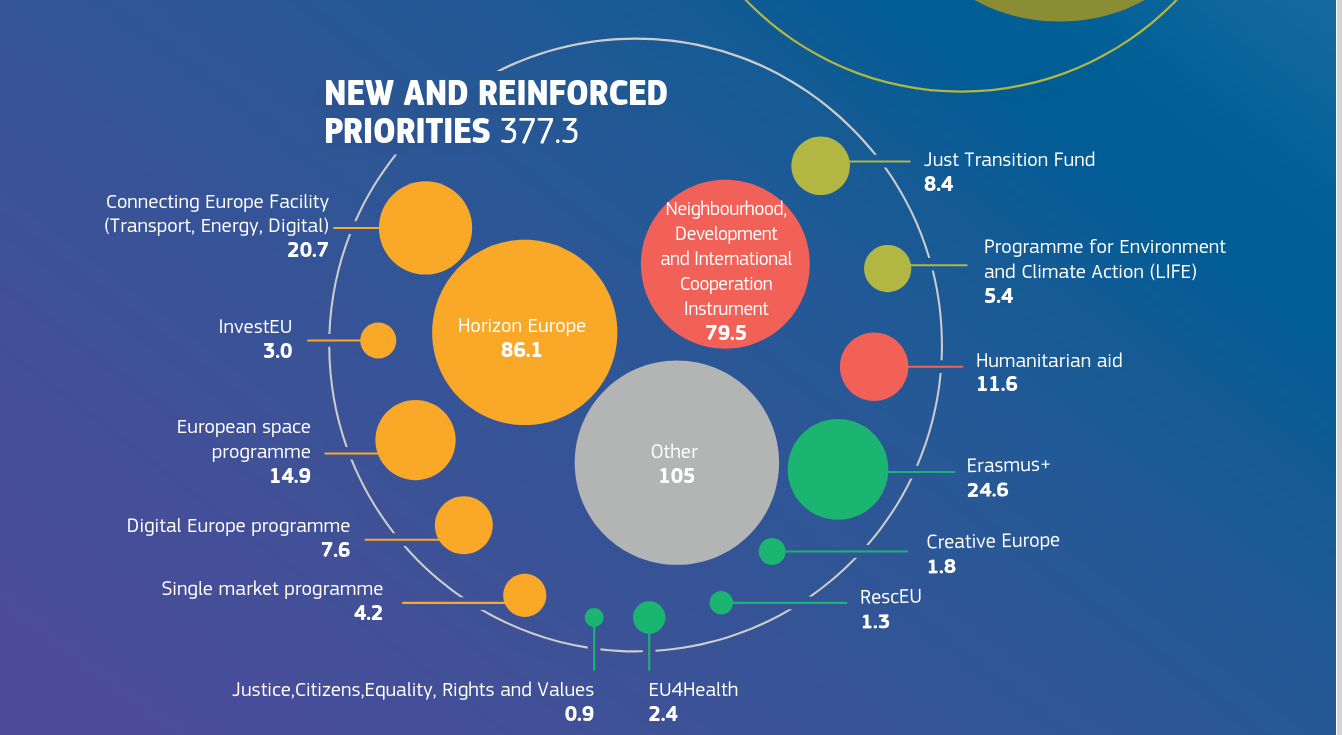 NEW AND REINFORCED
PRIORITIES 377.3
Connecting Europe Facility
(Transport, Energy, Digital)
20.7
InvestEU
3.0
European space
programme
14.9
Digital Europe programme
7.6
Single market programme
4.2
Horizon Europe
86.1
Neighbourhood,
Development
and International
Cooperation
Instrument
79.5
Other
105
Just Transition Fund
8.4
Programme for Environment
and Climate Action (LIFE)
5.4
Humanitarian aid
11.6
Erasmus+
24.6
Creative Europe
1.8
RescEU
1.3
Justice,Citizens,Equality, Rights and Values
0.9
EU4Health
2.4